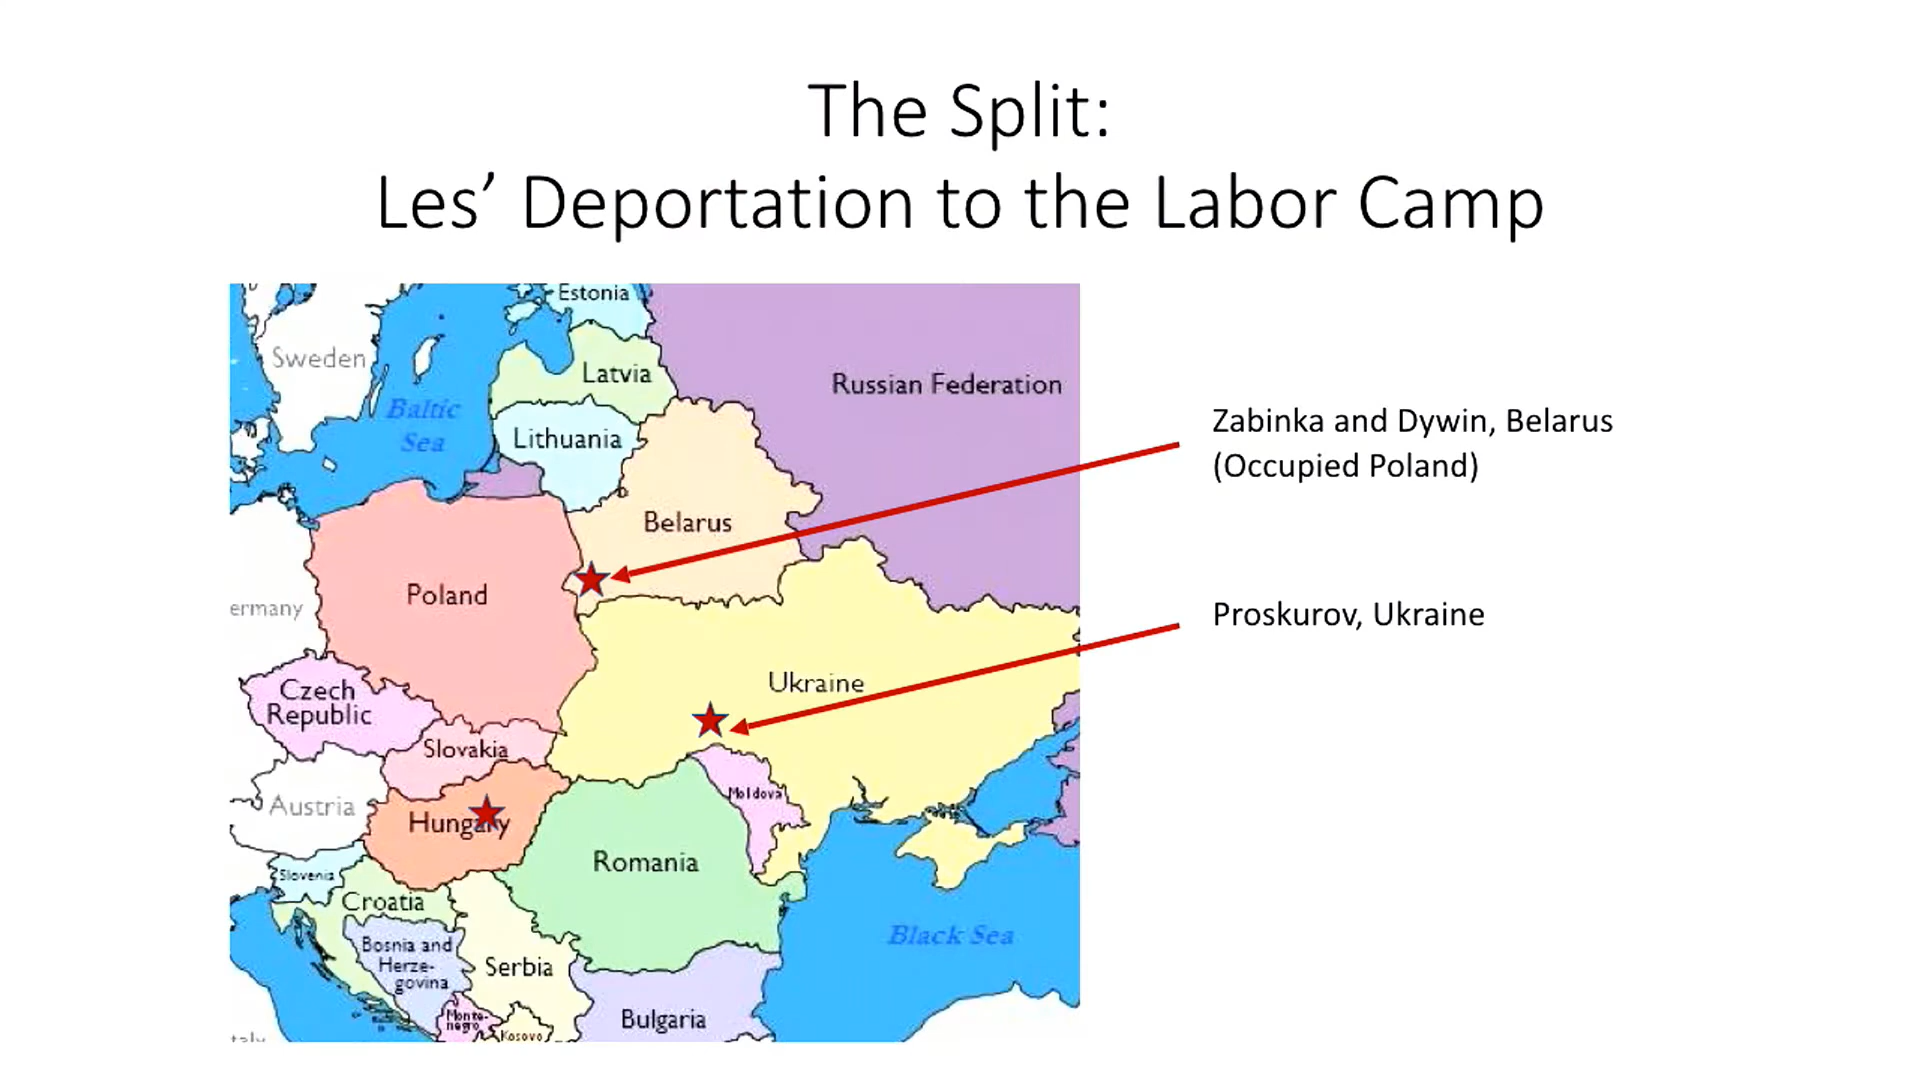 The Split:
Les’ Deportation to the Labor Camp
Estonia
Sweden
Latvia
Russian Federation
Baltic
Sea
Lithuania
Zabinka and Dywin, Belarus
(Occupied Poland)
Belarus
Poland
ermany
Proskurov, Ukraine
Ukraine
Czech
Republic
Slovakia
Moldova
Austria
Hungary
Romania
Slovenia
Croatia
Bosnia and
Herze-
govina
Serbia
Black Sea
Monte-
negro
Bulgaria
Kosovo
taly